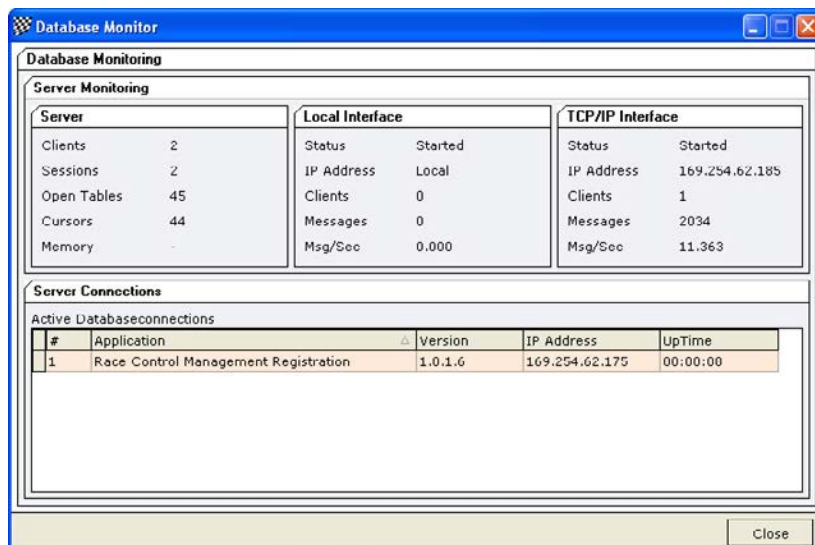 Database Monitor
Database Monitoring
Server Monitoring
Server
Clients 2
Sessions 2
Open Tables 45
Cursors 44
Memory -
Local Interface
Status Started
IP Address Local
Clients 0
Messages 0
Msg/Sec 0.000
TCP/IP Interface
Status Started
IP Address 169.254.62.185
Clients 1
Messages 2034
Msg/Sec 11.363
Server Connections
Active Databaseconnections
# Application Version IP Address UpTime
1 Race Control Management Registration 1.0.1.6 169.254.62.175 00:00:00
Close